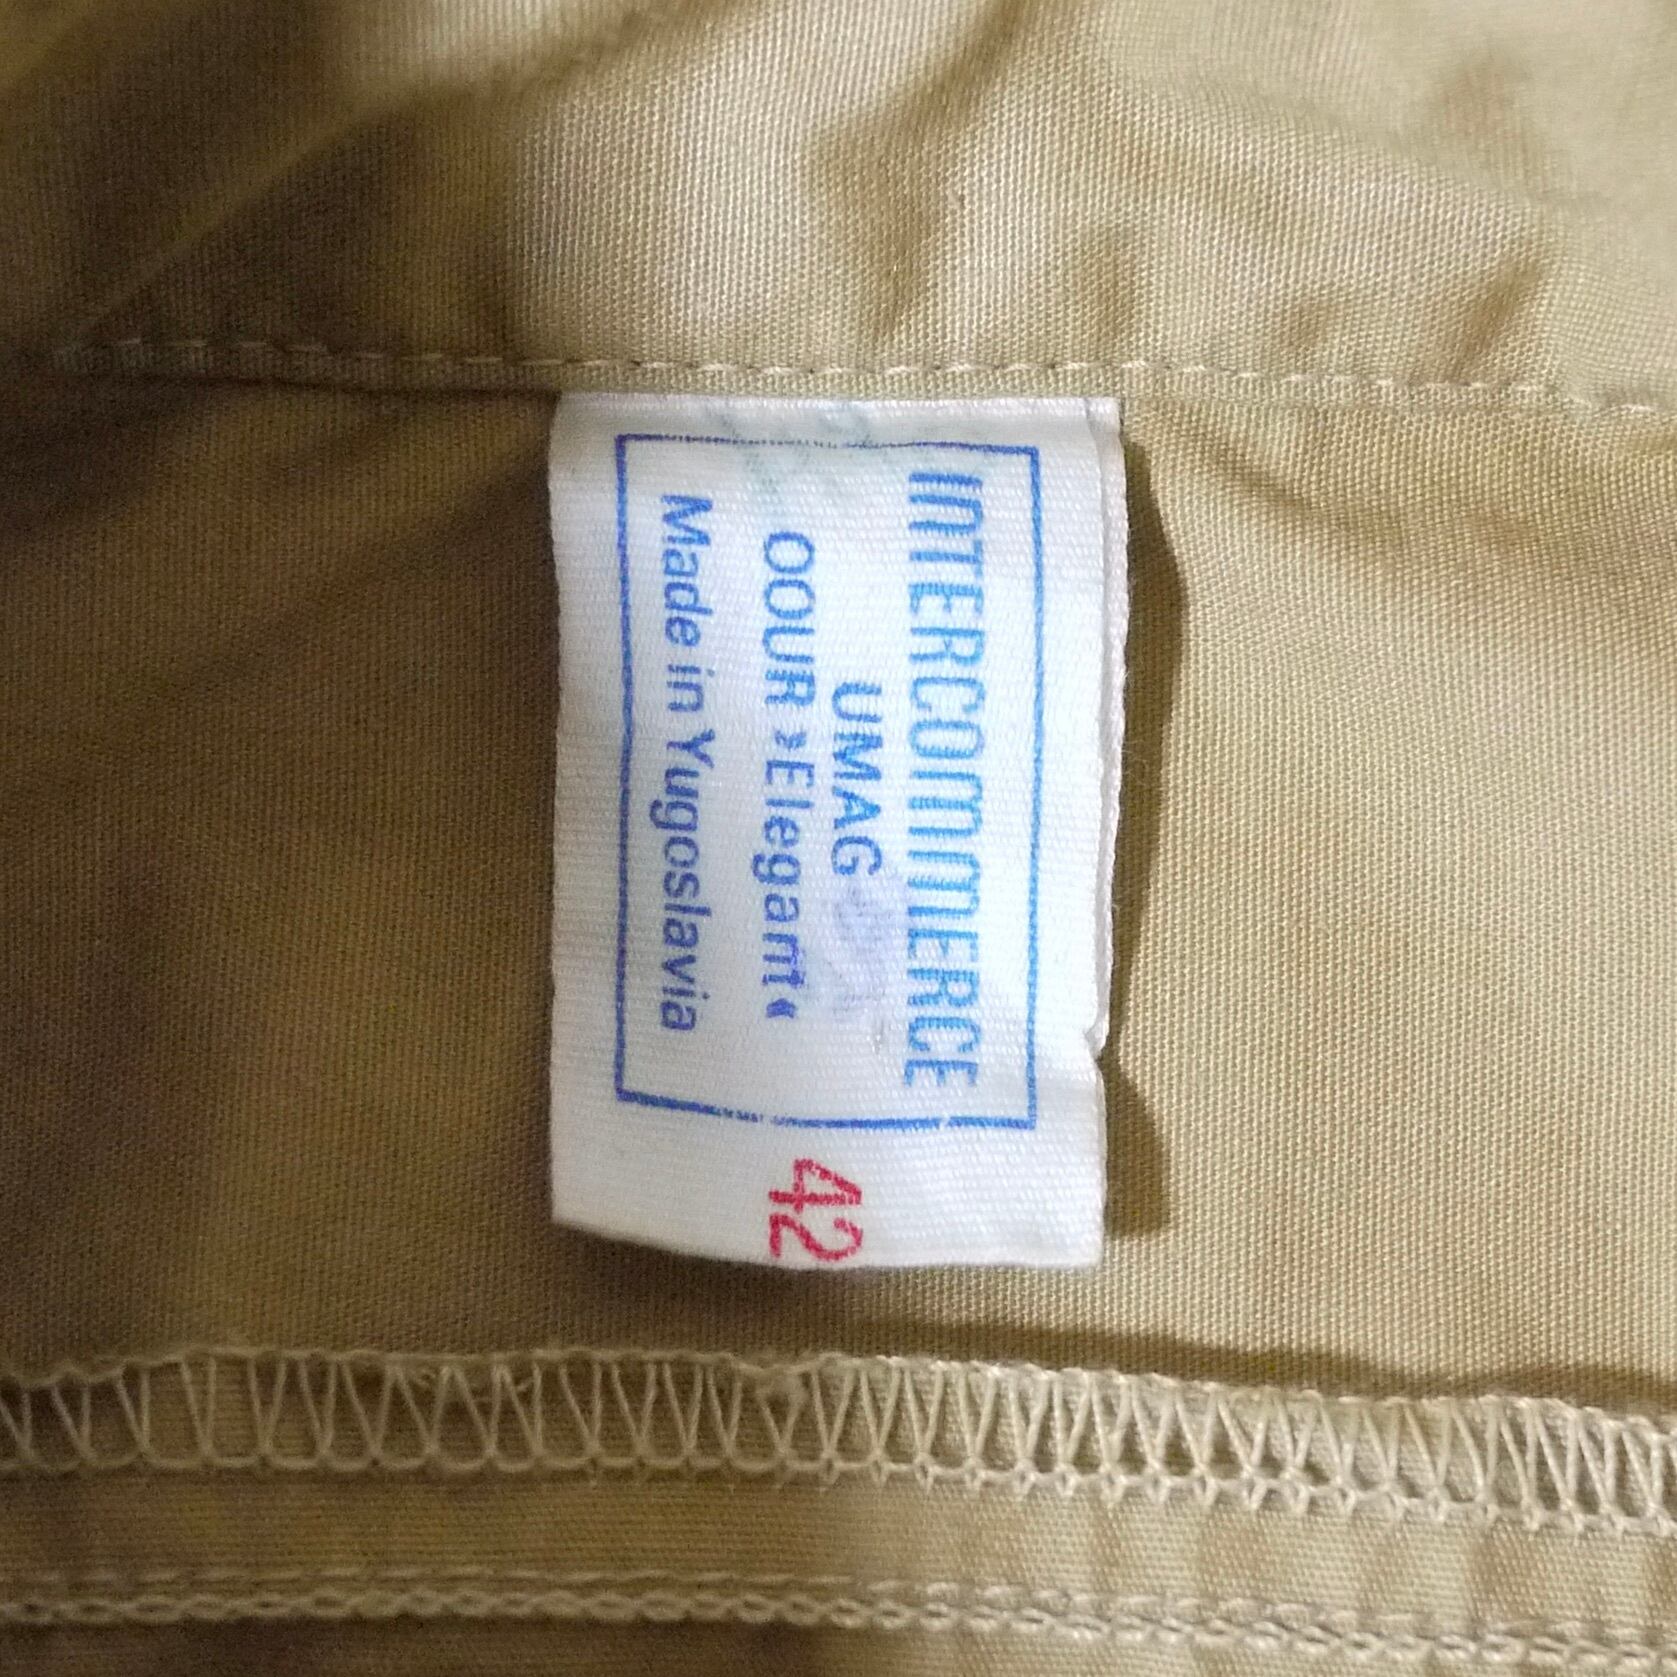 INTERCOMMERCE
UMAG
OOUR »Elegant«
Made in Yugoslavia
42